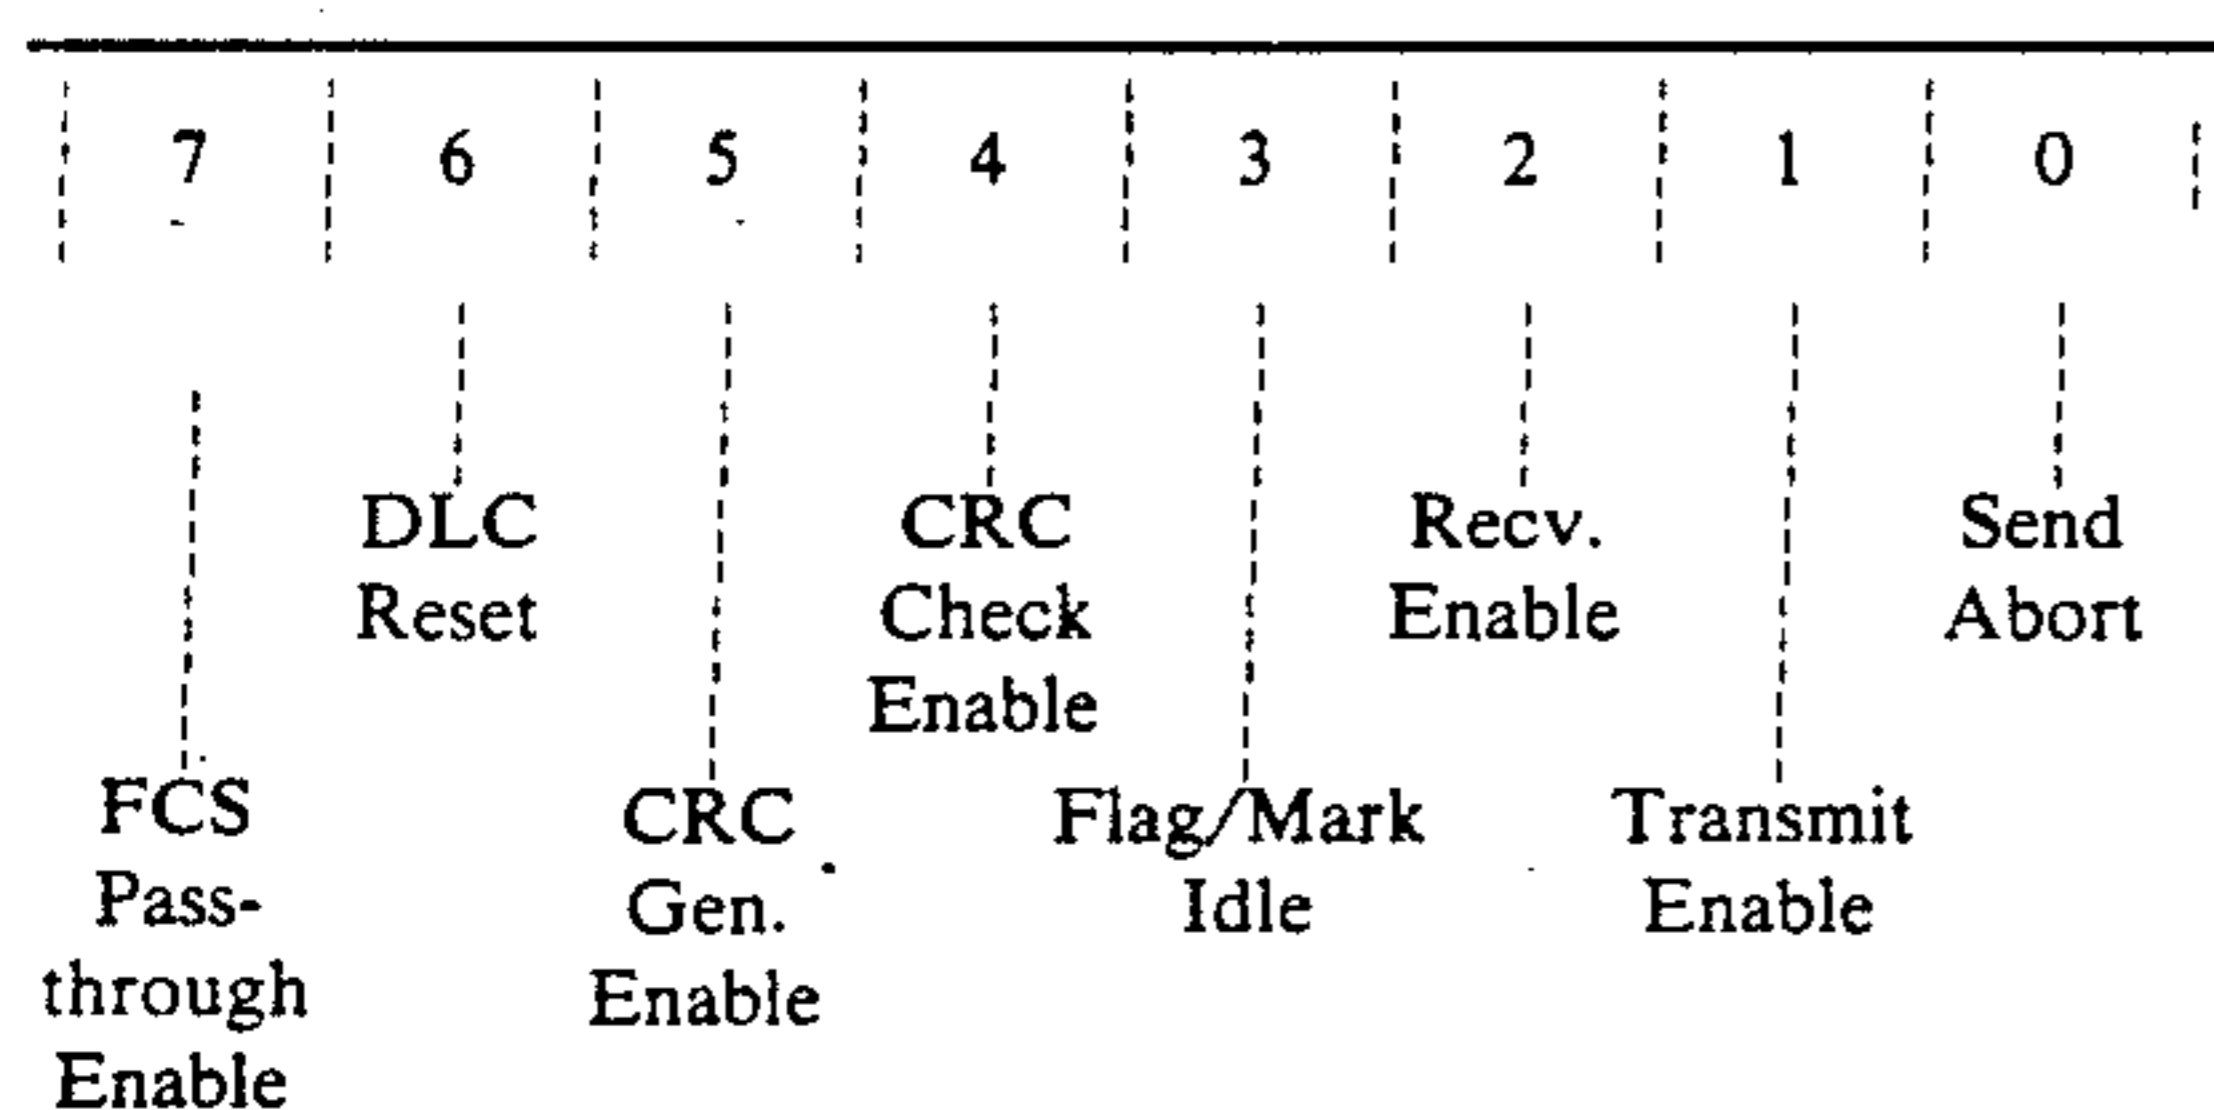 7 6 5 4 3 2 1 0
DLC
Reset
CRC
Check
Enable
Recv.
Enable
Send
Abort
FCS
Pass-
through
Enable
CRC
Gen.
Enable
Flag/Mark
Idle
Transmit
Enable